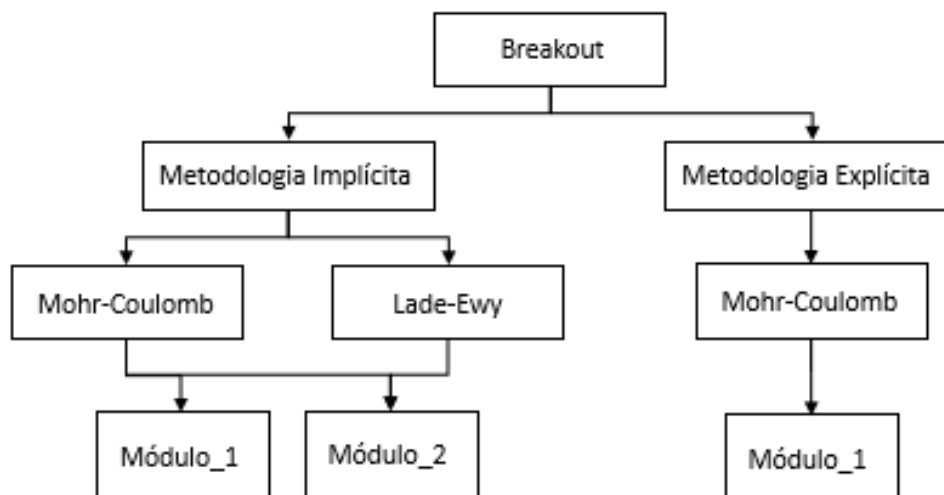 Breakout
Metodologia Implícita
Metodologia Explícita
Mohr-Coulomb
Lade-Ewy
Mohr-Coulomb
Módulo_1
Módulo_2
Módulo_1